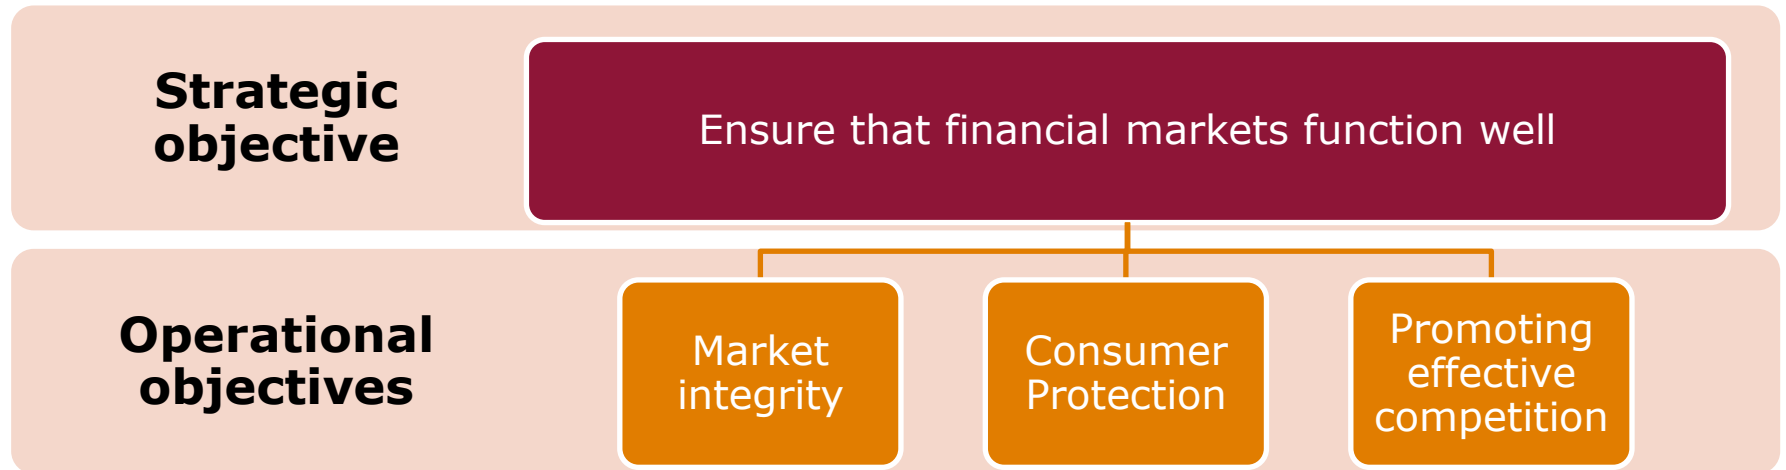 Strategic
objective
Ensure that financial markets function well
Operational
objectives
Market
integrity
Consumer
Protection
Promoting
effective
competition